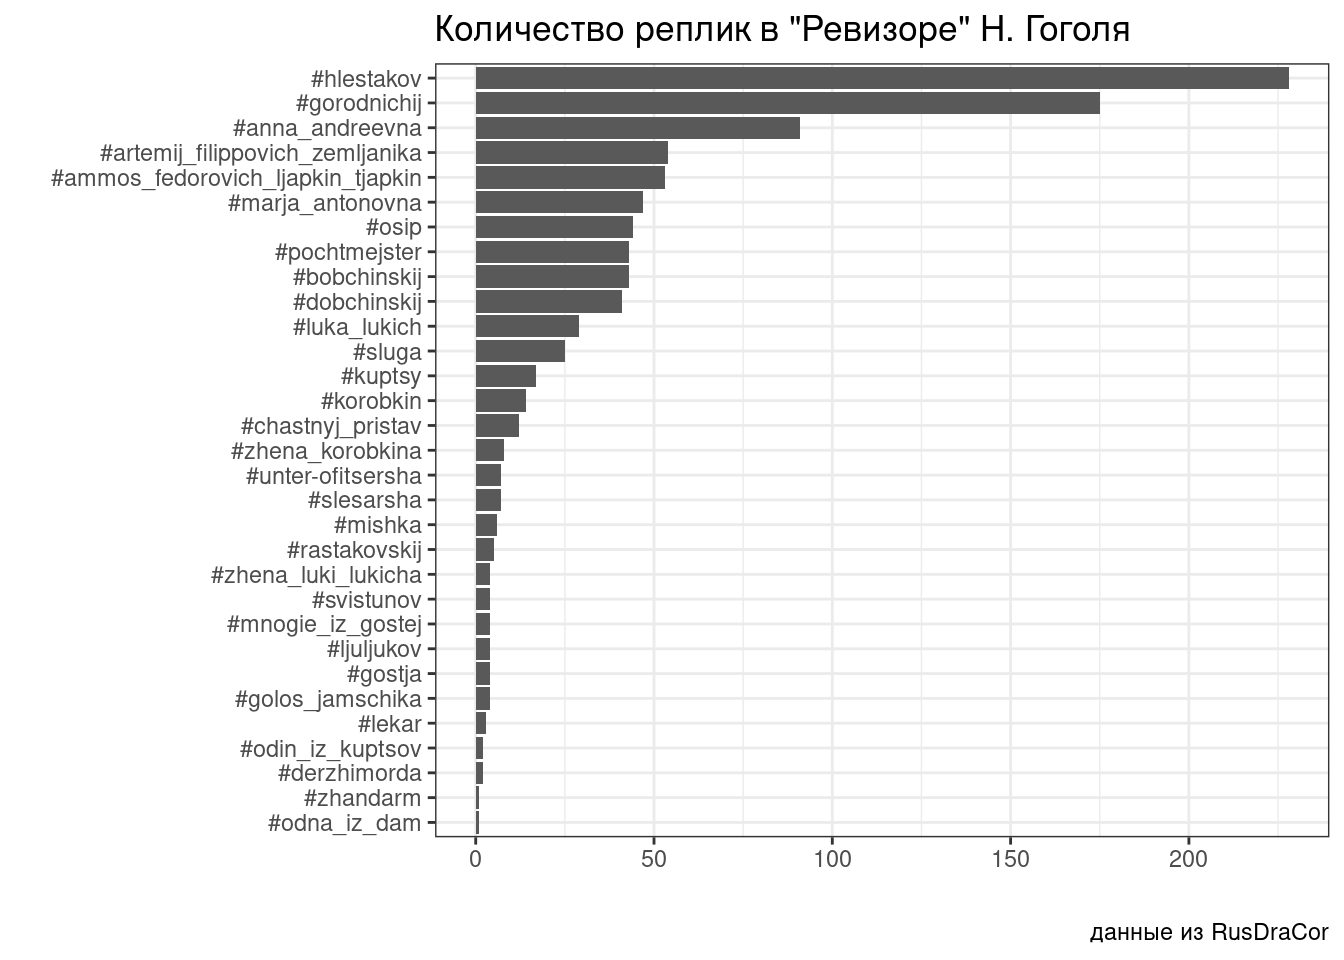 Количество реплик в "Ревизоре" Н. Гоголя
#hlestakov
#gorodnichij
#anna_andreevna
#artemij_filippovich_zemljanika
#ammos_fedorovich_ljapkin_tjapkin
#marja_antonovna
#osip
#pochtmejster
#bobchinskij
#dobchinskij
#luka_lukich
#sluga
#kuptsy
#korobkin
#chastnyj_pristav
#zhena_korobkina
#unter-ofitsersha
#slesarsha
#mishka
#rastakovskij
#zhena_luki_lukicha
#svistunov
#mnogie_iz_gostej
#ljuljukov
#gostja
#golos_jamschika
#lekar
#odin_iz_kuptsov
#derzhimorda
#zhandarm
#odna_iz_dam
0 50 100 150 200
данные из RusDraCor